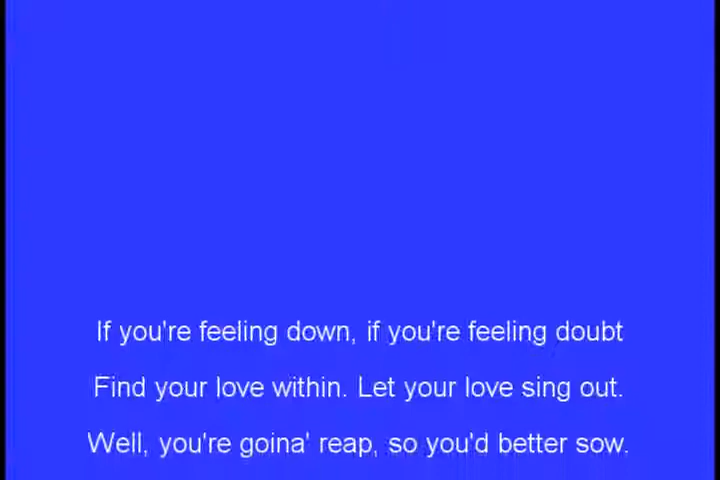 If you're feeling down, if you're feeling doubt
Find your love within. Let your love sing out.
Well, you're goina' reap, so you'd better sow.